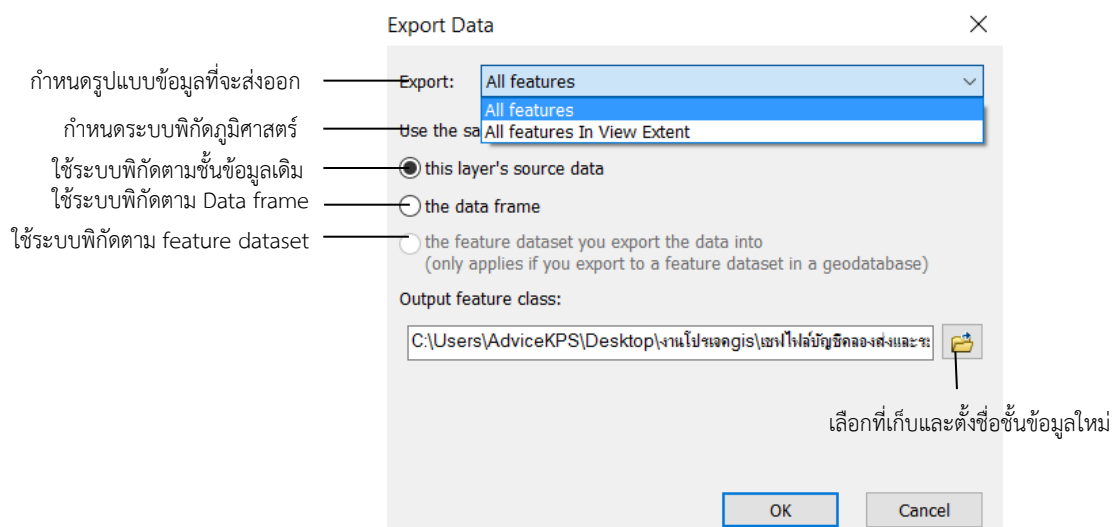 Export Data
กำหนดรูปแบบข้อมูลที่จะส่งออก
Export: All features
All features
กำหนดระบบพิกัดภูมิศาสตร์
Use the sa All features In View Extent
ใช้ระบบพิกัดตามชั้นข้อมูลเดิม
this layer's source data
ใช้ระบบพิกัดตาม Data frame
the data frame
ใช้ระบบพิกัดตาม feature dataset
the feature dataset you export the data into
(only applies if you export to a feature dataset in a geodatabase)
Output feature class:
C:\Users\AdviceKPS\Desktop\งานโปรเจคgis\เชฟไฟล์บัญชีคลองส่งและระ
เลือกที่เก็บและตั้งชื่อชั้นข้อมูลใหม่
OK Cancel